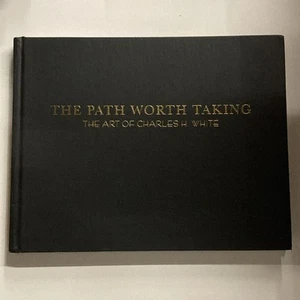 THE PATH WORTH TAKING
THE ART OF CHARLES H. WHITE